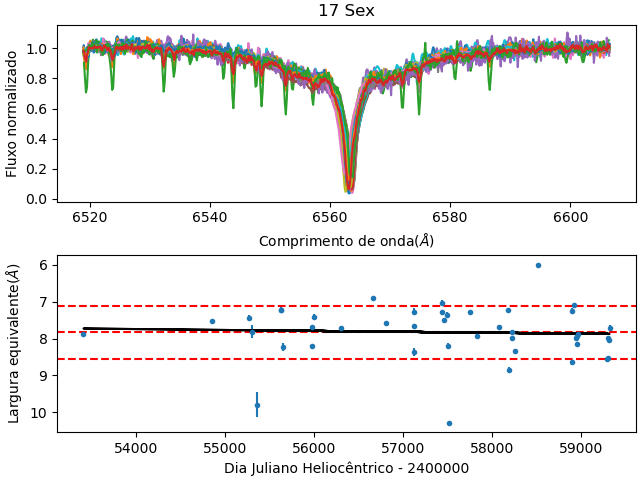 17 Sex
Fluxo normalizado
1.0
0.8
0.6
0.4
0.2
0.0
6520 6540 6560 6580 6600
Comprimento de onda(Å)
Largura equivalente(Å)
6
7
8
9
10
54000 55000 56000 57000 58000 59000
Dia Juliano Heliocêntrico - 2400000